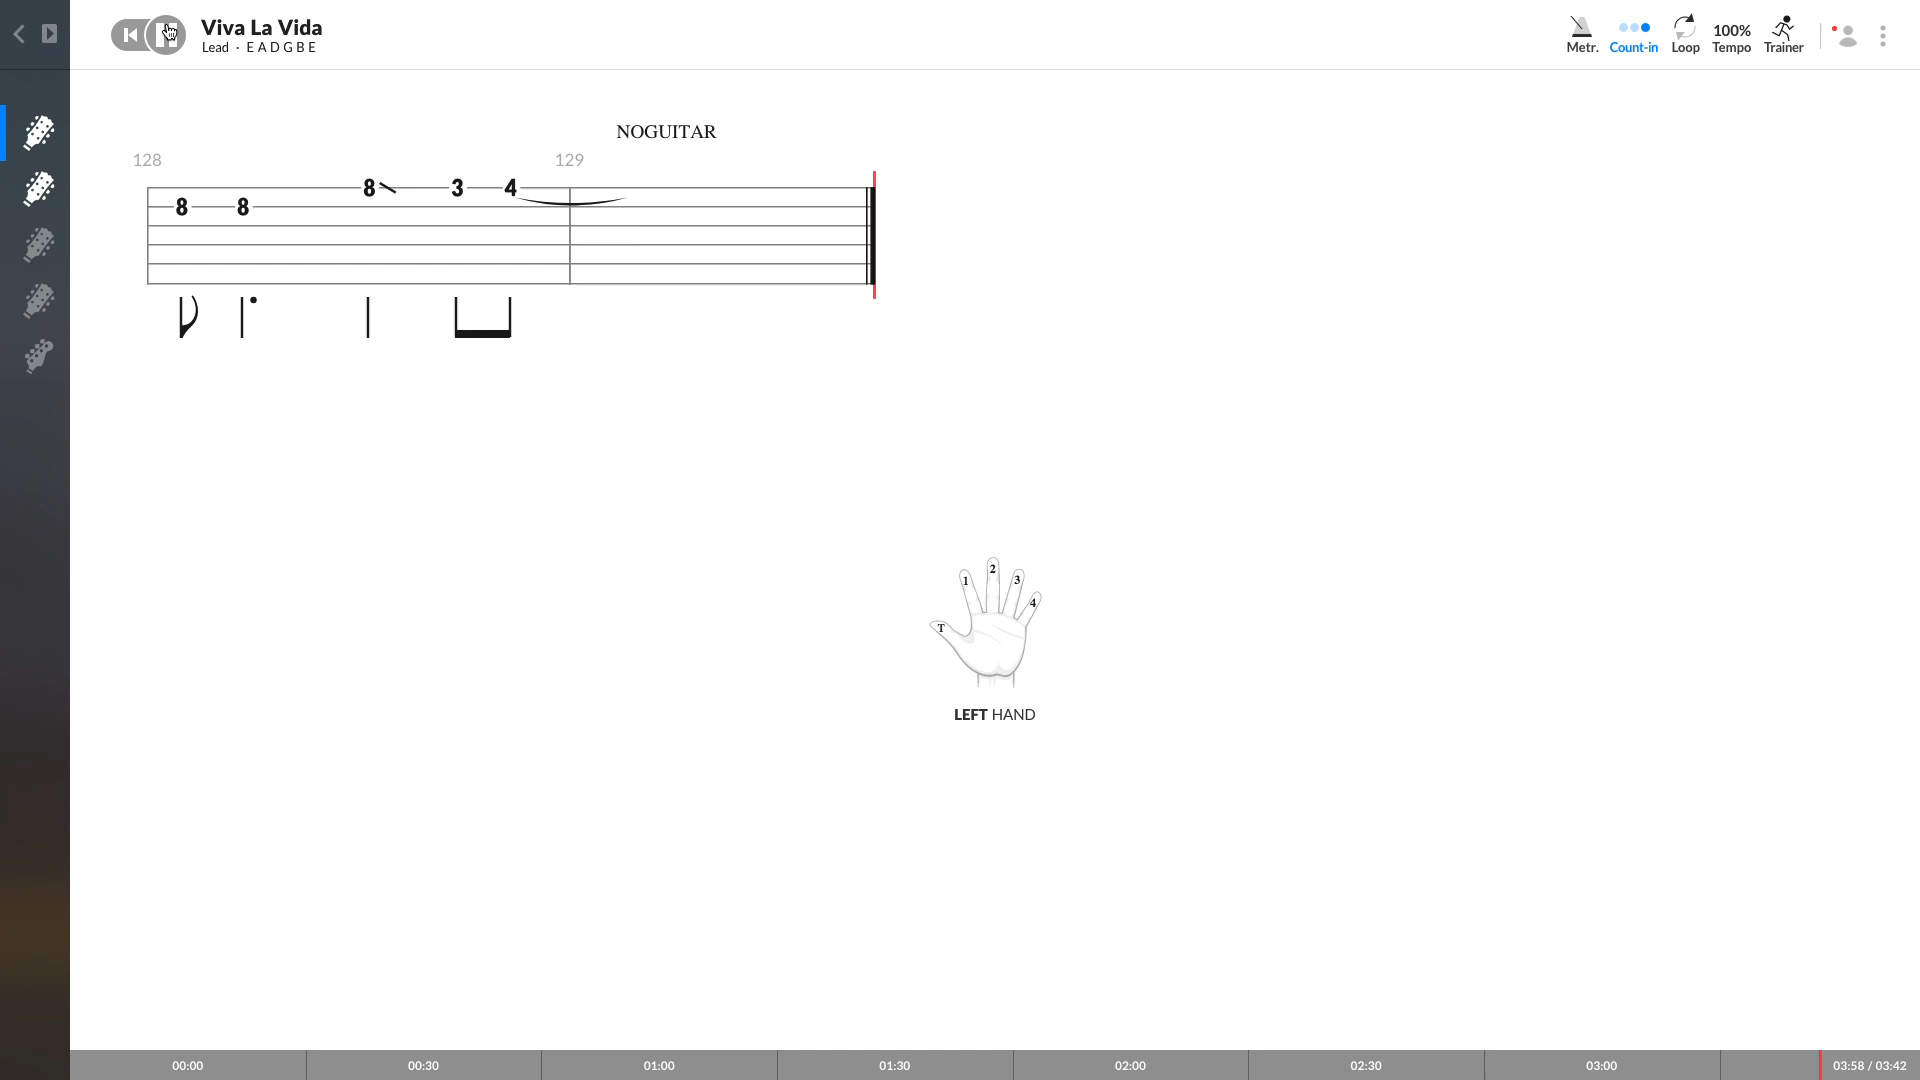 Viva La Vida
Lead · E A D G B E
Metr.
Count-in
Loop
100%
Tempo
Trainer
NOGUITAR
128
129
8 3 4
8 8
2
1 3
4
T
LEFT HAND
00:00 00:30 01:00 01:30 02:00 02:30 03:00 03:58 / 03:42